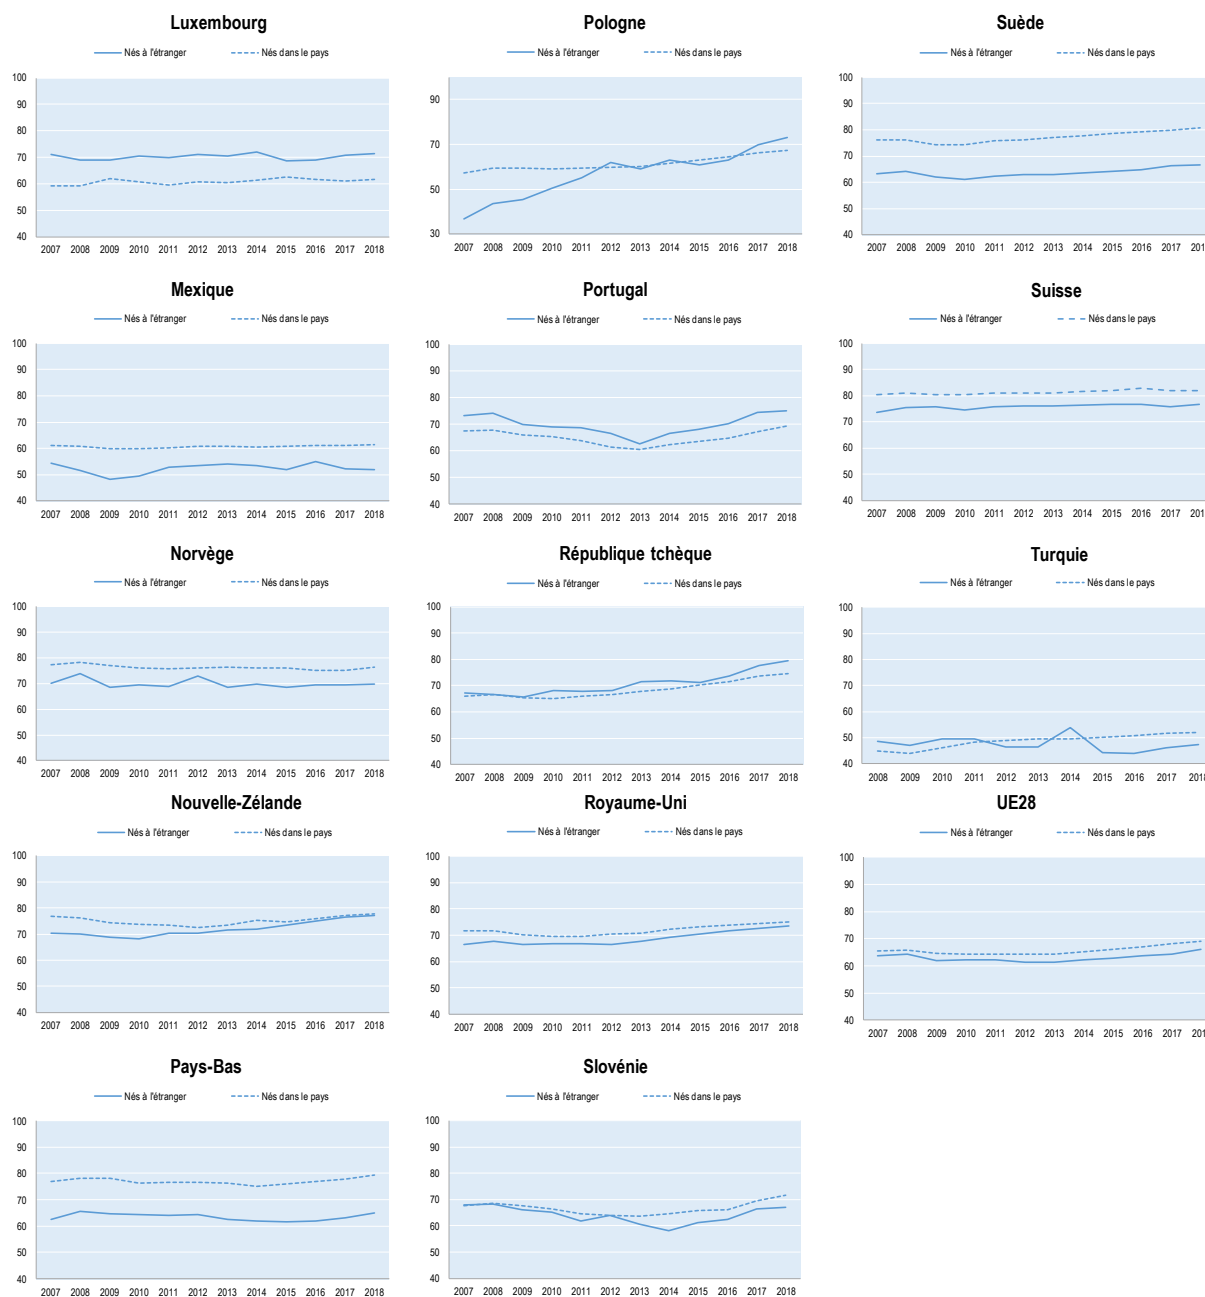 Luxembourg
Nés à l'étranger Nés dans le pays
100
90
80
70
60
50
40
2007 2008 2009 2010 2011 2012 2013 2014 2015 2016 2017 2018
Pologne
Nés à l'étranger Nés dans le pays
90
70
50
30
2007 2008 2009 2010 2011 2012 2013 2014 2015 2016 2017 2018
Suède
Nés à l'étranger Nés dans le pays
100
90
80
70
60
50
40
2007 2008 2009 2010 2011 2012 2013 2014 2015 2016 2017 201
Mexique
Nés à l'étranger Nés dans le pays
100
90
80
70
60
50
40
2007 2008 2009 2010 2011 2012 2013 2014 2015 2016 2017 2018
Portugal
Nés à l'étranger Nés dans le pays
100
90
80
70
60
50
40
2007 2008 2009 2010 2011 2012 2013 2014 2015 2016 2017 2018
Suisse
Nés à l'étranger Nés dans le pays
100
90
80
70
60
50
40
2007 2008 2009 2010 2011 2012 2013 2014 2015 2016 2017 201
Norvège
Nés à l'étranger Nés dans le pays
100
90
80
70
60
50
40
2007 2008 2009 2010 2011 2012 2013 2014 2015 2016 2017 2018
République tchèque
Nés à l'étranger Nés dans le pays
100
90
80
70
60
50
40
2007 2008 2009 2010 2011 2012 2013 2014 2015 2016 2017 2018
Turquie
Nés à l'étranger Nés dans le pays
100
90
80
70
60
50
40
2008 2009 2010 2011 2012 2013 2014 2015 2016 2017 2018
Nouvelle-Zélande
Nés à l'étranger Nés dans le pays
100
90
80
70
60
50
40
2007 2008 2009 2010 2011 2012 2013 2014 2015 2016 2017 2018
Royaume-Uni
Nés à l'étranger Nés dans le pays
100
90
80
70
60
50
40
2007 2008 2009 2010 2011 2012 2013 2014 2015 2016 2017 2018
UE28
Nés à l'étranger Nés dans le pays
100
90
80
70
60
50
40
2007 2008 2009 2010 2011 2012 2013 2014 2015 2016 2017 201
Pays-Bas
Nés à l'étranger Nés dans le pays
100
90
80
70
60
50
40
2007 2008 2009 2010 2011 2012 2013 2014 2015 2016 2017 2018
Slovénie
Nés à l'étranger Nés dans le pays
100
90
80
70
60
50
40
2007 2008 2009 2010 2011 2012 2013 2014 2015 2016 2017 2018